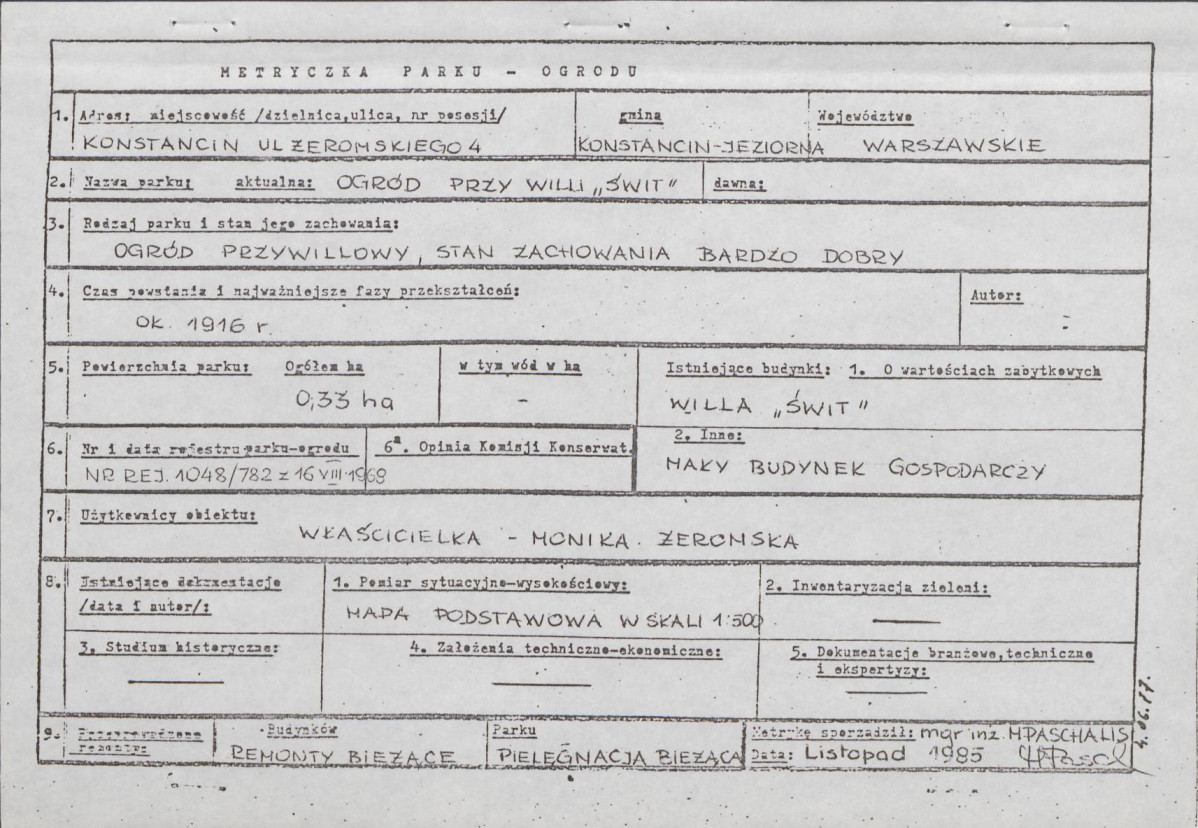 METRYCZKA PARKU - OGRODU
1. Adres: miejscowość /dzielnica,ulica, nr posesji/ gmina Województwo
KONSTANCIN UL ŻEROMSKIEGO 4 KONSTANCIN-JEZIORNA WARSZAWSKIE
2. Nazwa parku: aktualna: OGRÓD PRZY WILLI „ŚWIT" dawna:
3. Rodzaj parku i stan jego zachowania:
OGRÓD PRZYWILLOWY, STAN ZACHOWANIA BARDZO DOBRY
4. Czas powstania i najważniejsze fazy przekształceń: Autor:
OK. 1916 r. -
5. Powierzchnia parku: Ogółem ha w tym wód w ha Istniejące budynki: 1. O wartościach zabytkowych
0,33 ha - WILLA „ŚWIT"
6. Nr i data rejestru parku-ogrodu 6a. Opinia Komisji Konserwat. 2. Inne:
NR REJ. 1048/782 z 16 VIII 1969 MAŁY BUDYNEK GOSPODARCZY
7. Użytkownicy obiektu:
WŁAŚCICIELKA - MONIKA ŻEROMSKA
8. Istniejące dokumentacje 1. Pomiar sytuacyjno-wysokościowy: 2. Inwentaryzacja zieleni:
/data i autor/: MAPA PODSTAWOWA W SKALI 1:500 —
3. Studium historyczne: 4. Założenia techniczno-ekonomiczne: 5. Dokumentacje branżowe,techniczne
i ekspertyzy:
— — —
9. Przeprowadzone Budynków Parku Metrykę sporządził: mgr inż. M PASCHALIS
remonty: REMONTY BIEŻĄCE PIELĘGNACJA BIEŻĄCA Data: Listopad 1985